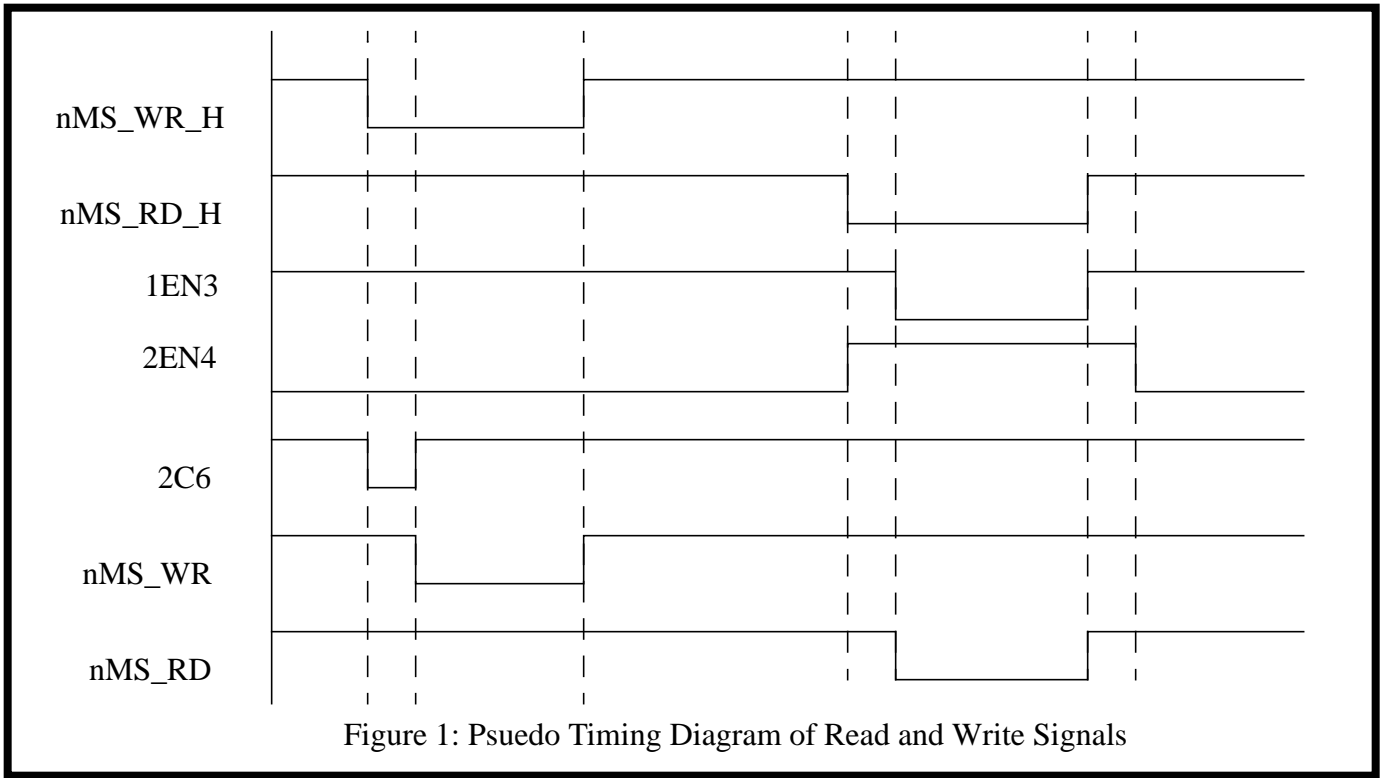 nMS_WR_H
nMS_RD_H
1EN3
2EN4
2C6
nMS_WR
nMS_RD
Figure 1: Psuedo Timing Diagram of Read and Write Signals